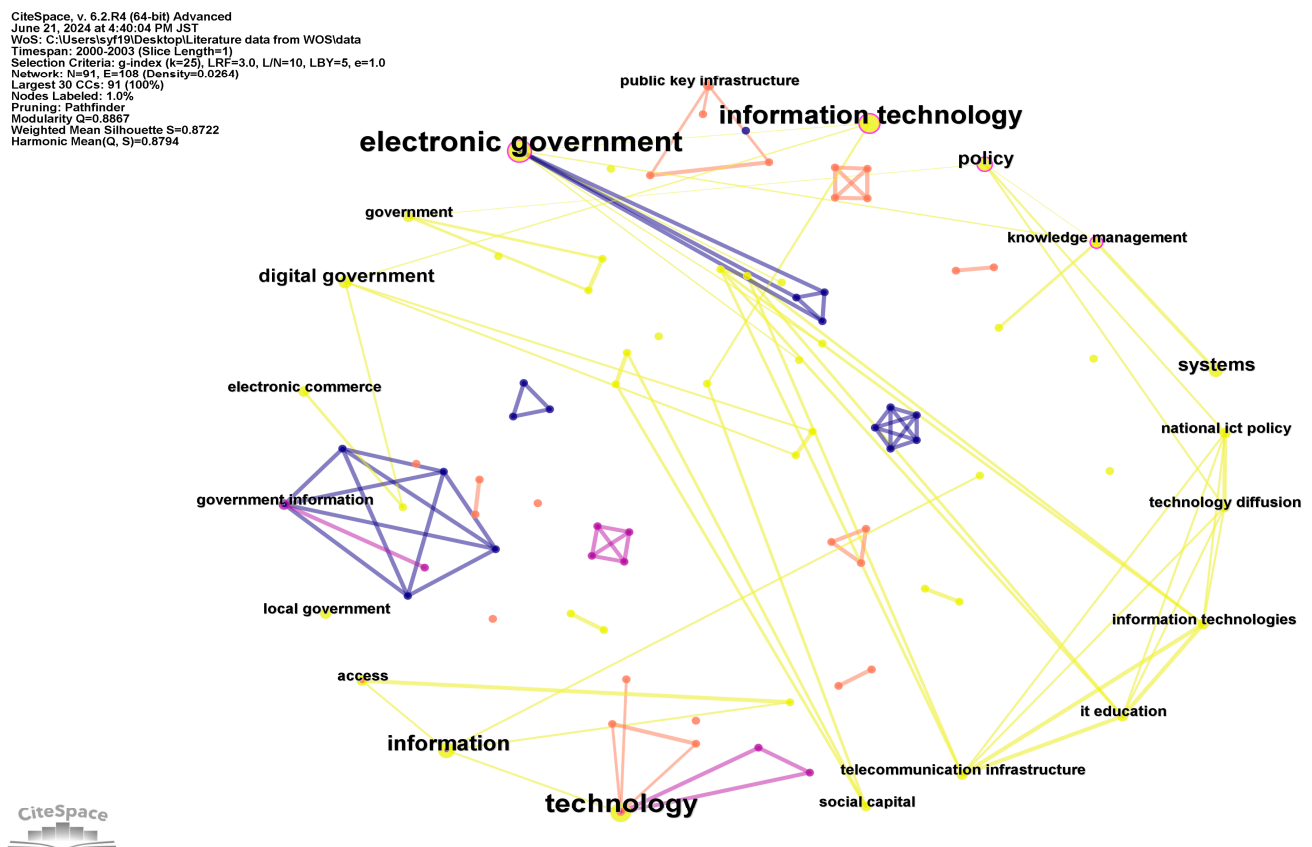 CiteSpace, v. 6.2.R4 (64-bit) Advanced
June 21, 2024 at 4:40:04 PM JST
WoS: C:\Users\syf19\Desktop\Literature data from WOS\data
Timespan: 2000-2003 (Slice Length=1)
Selection Criteria: g-index (k=25), LRF=3.0, L/N=10, LBY=5, e=1.0
Network: N=91, E=108 (Density=0.0264)
Largest 30 CCs: 91 (100%)
Nodes Labeled: 1.0%
Pruning: Pathfinder
Modularity Q=0.8867
Weighted Mean Silhouette S=0.8722
Harmonic Mean(Q, S)=0.8794
public key infrastructure
information technology
electronic government
policy
government
knowledge management
digital government
systems
electronic commerce
national ict policy
government information
technology diffusion
local government
information technologies
access
it education
information
telecommunication infrastructure
social capital
technology
CiteSpace